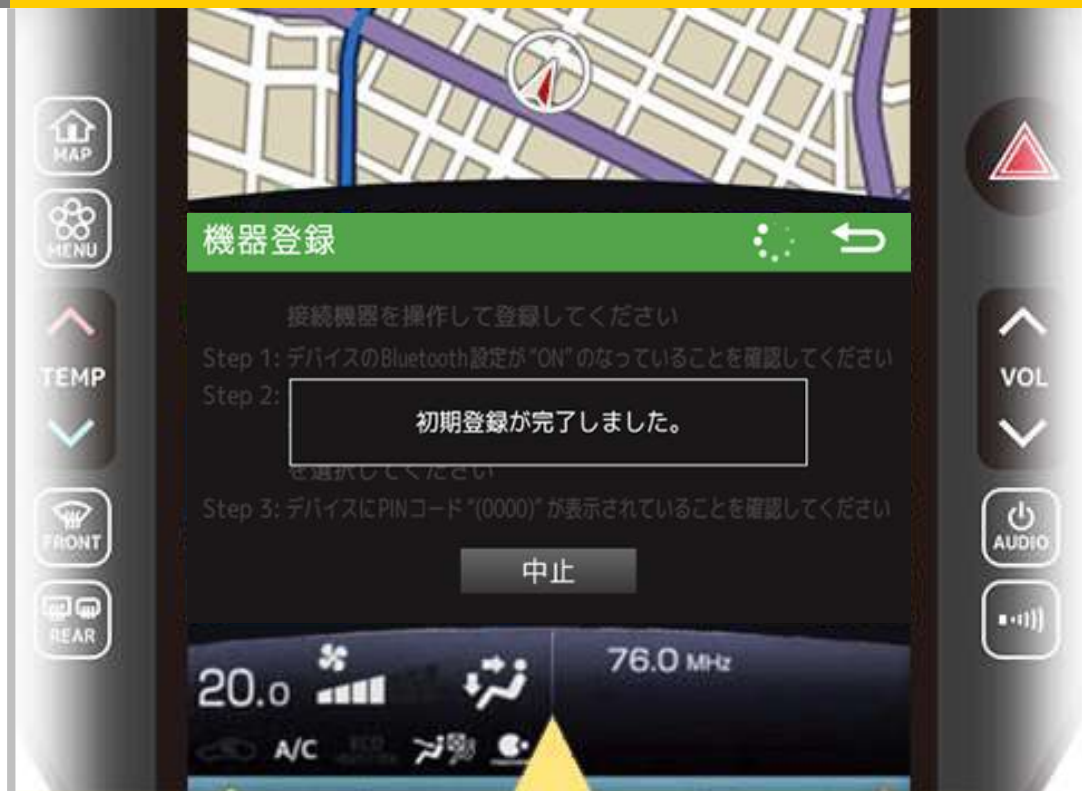 MAP
MENU
TEMP
FRONT
REAR
機器登録
接続機器を操作して登録してください
Step 1: デバイスのBluetooth設定が"ON"のなっていることを確認してください
Step 2:
初期登録が完了しました。
を選択してください
Step 3: デバイスにPINコード"(0000)"が表示されていることを確認してください
中止
20.0
76.0 MHz
A/C
ECO
VOL
AUDIO